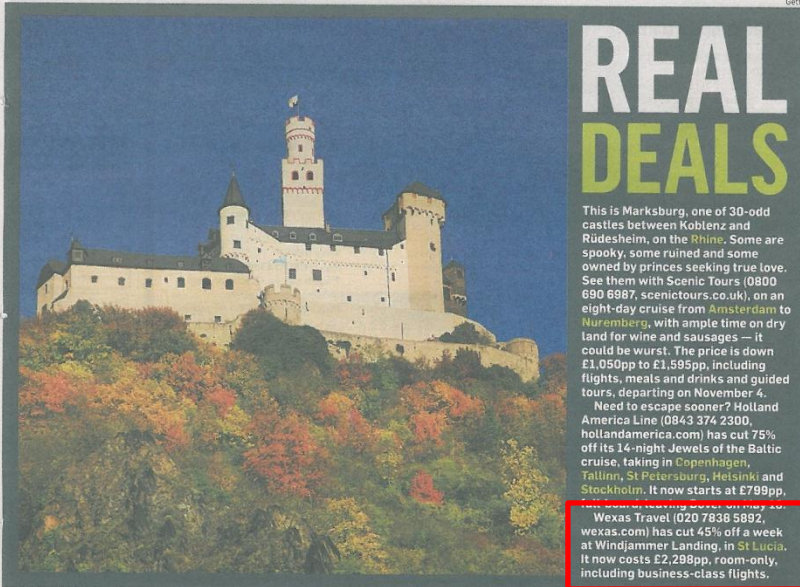 REAL
DEALS
This is Marksburg, one of 30-odd
castles between Koblenz and
Rüdesheim, on the Rhine. Some are
spooky, some ruined and some
owned by princes seeking true love.
See them with Scenic Tours (0800
690 6987, scenictours.co.uk), on an
eight-day cruise from Amsterdam to
Nuremberg, with ample time on dry
land for wine and sausages — it
could be wurst. The price is down
£1,050pp to £1,595pp, including
flights, meals and drinks and guided
tours, departing on November 4.
Need to escape sooner? Holland
America Line (0843 374 2300,
hollandamerica.com) has cut 75%
off its 14-night Jewels of the Baltic
cruise, taking in Copenhagen,
Tallinn, St Petersburg, Helsinki and
Stockholm. It now starts at £799pp,
full-board, leaving Dover on May
Wexas Travel (020 7838 5892,
wexas.com) has cut 45% off a week
at Windjammer Landing, in St Lucia.
It now costs £2,298pp, room-only,
including business-class flights.